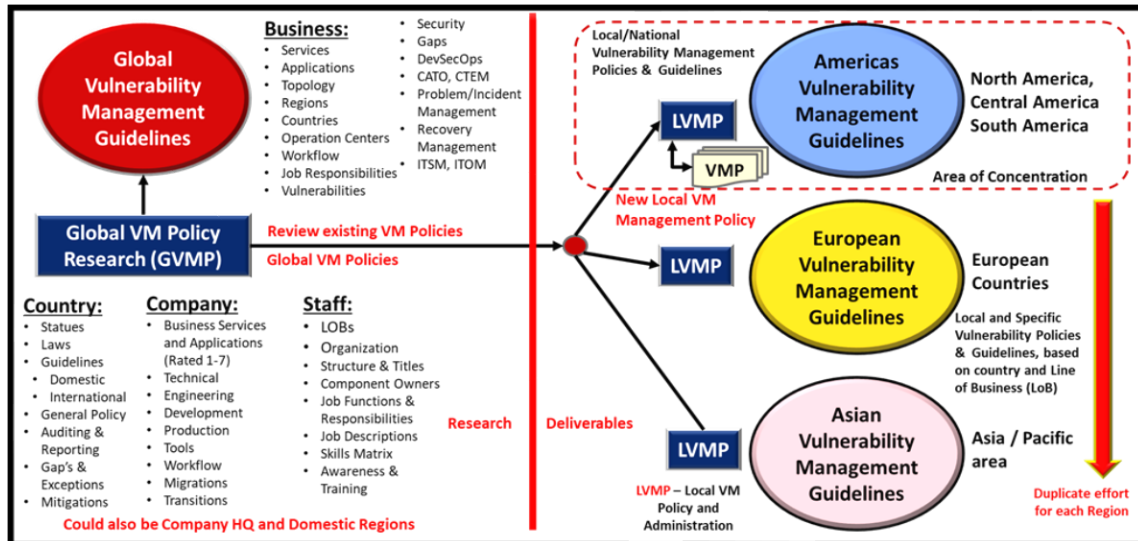 Global
Vulnerability
Management
Guidelines
Business:
• Services
• Applications
• Topology
• Regions
• Countries
• Operation Centers
• Workflow
• Job Responsibilities
• Vulnerabilities
• Security
• Gaps
• DevSecOps
• CATO, CTEM
• Problem/Incident
Management
• Recovery
Management
• ITSM, ITOM
Global VM Policy
Research (GVMP)
Review existing VM Policies
Global VM Policies
Country:
• Statues
• Laws
• Guidelines
• Domestic
• International
• General Policy
• Auditing &
Reporting
• Gap's &
Exceptions
• Mitigations
Company:
• Business Services
and Applications
(Rated 1-7)
• Technical
• Engineering
• Development
• Production
• Tools
• Workflow
• Migrations
• Transitions
Staff:
• LOBs
• Organization
• Structure & Titles
• Component Owners
• Job Functions &
Responsibilities
• Job Descriptions
• Skills Matrix
• Awareness &
Training
Research
Could also be Company HQ and Domestic Regions
Deliverables
Local/National
Vulnerability Management
Policies & Guidelines
LVMP
VMP
New Local VM
Management Policy
Americas
Vulnerability
Management
Guidelines
North America,
Central America
South America
Area of Concentration
LVMP
European
Vulnerability
Management
Guidelines
European
Countries
Local and Specific
Vulnerability Policies
& Guidelines, based
on country and Line
of Business (LoB)
LVMP
LVMP – Local VM
Policy and
Administration
Asian
Vulnerability
Management
Guidelines
Asia / Pacific
area
Duplicate effort
for each Region